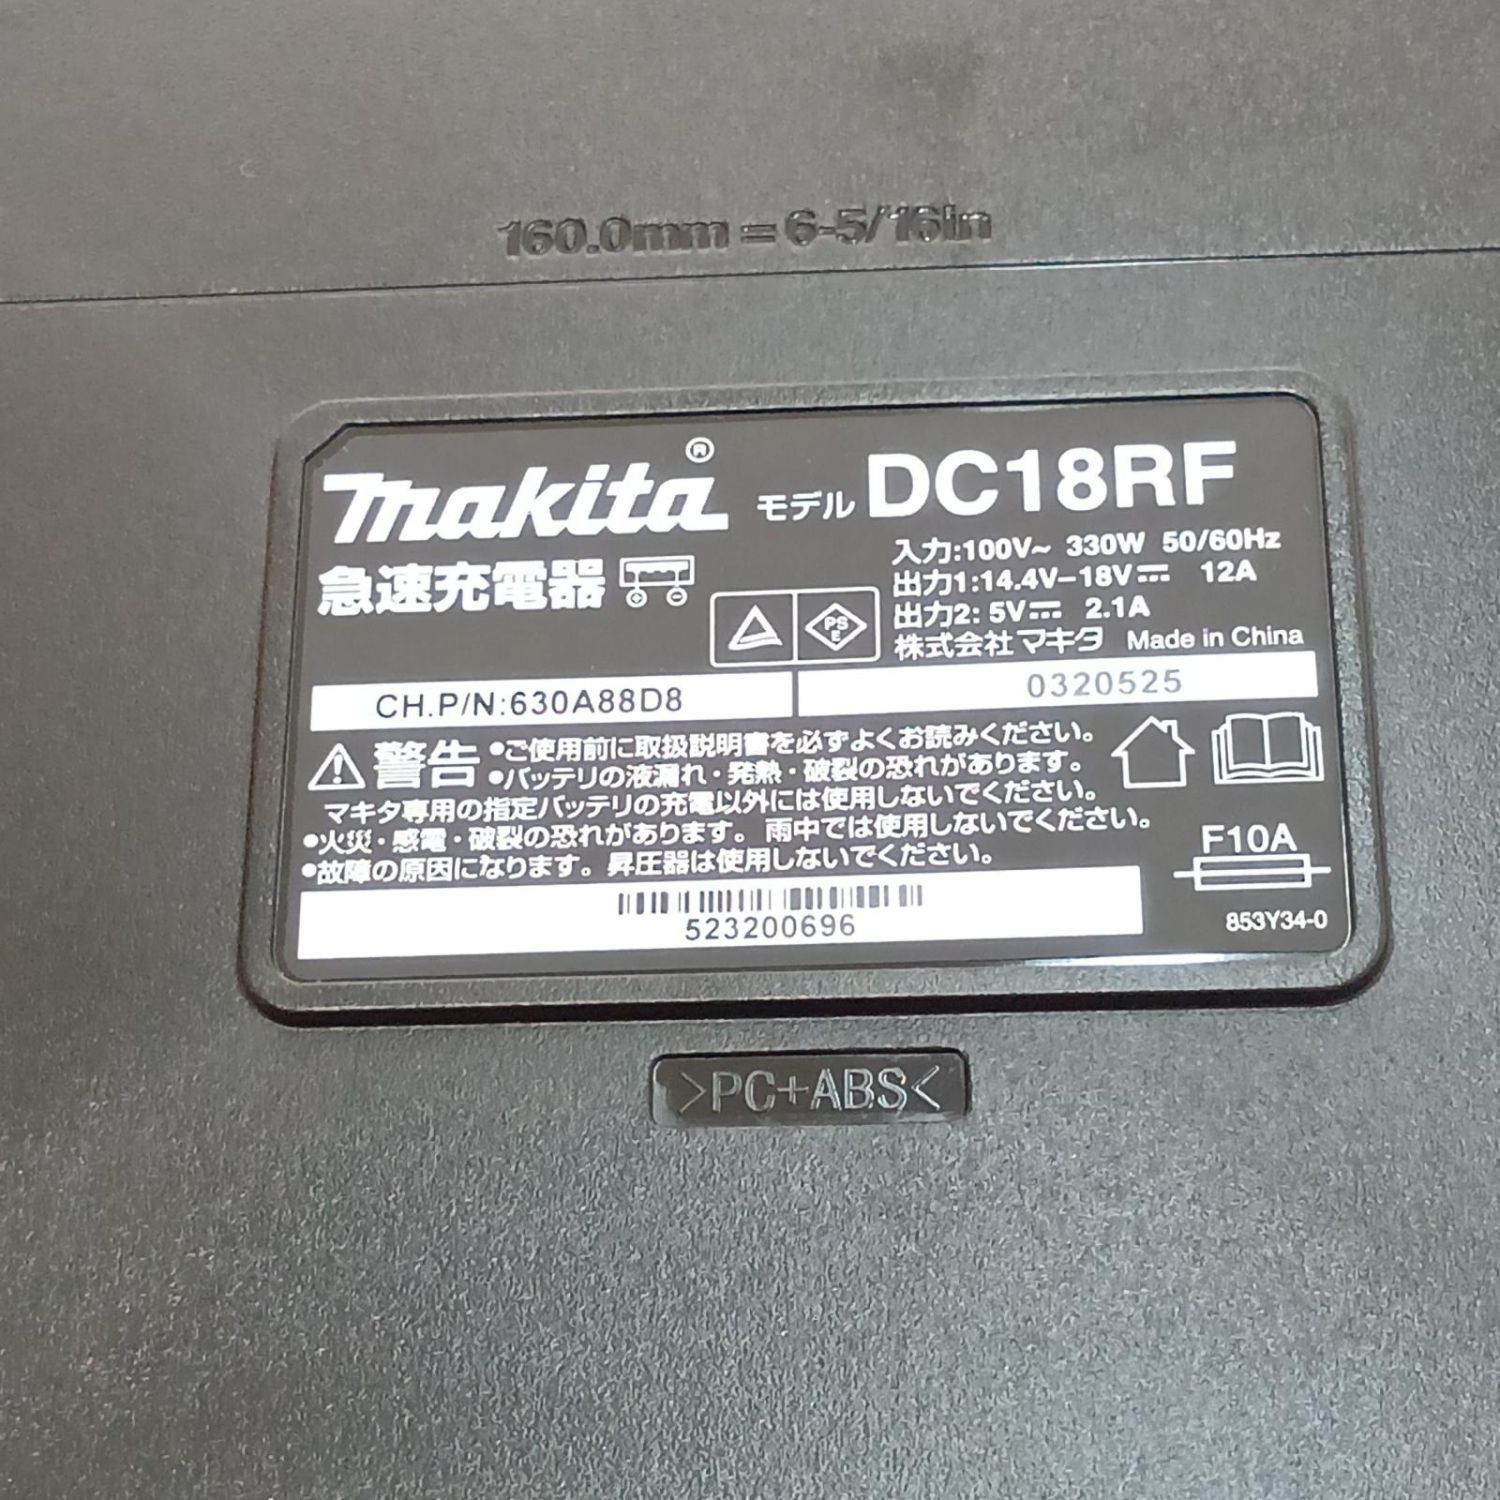 160.0mm = 6-5/16in
makita®
モデル DC18RF
急速充電器
入力:100V~ 330W 50/60Hz
出力1:14.4V-18V⎓ 12A
出力2: 5V⎓ 2.1A
株式会社マキタ Made in China
PS
E
CH.P/N:630A88D8
0320525
警告 •ご使用前に取扱説明書を必ずよくお読みください。
•バッテリの液漏れ・発熱・破裂の恐れがあります。
マキタ専用の指定バッテリの充電以外には使用しないでください。
•火災・感電・破裂の恐れがあります。雨中では使用しないでください。
•故障の原因になります。昇圧器は使用しないでください。
F10A
523200696
853Y34-0
>PC+ABS<